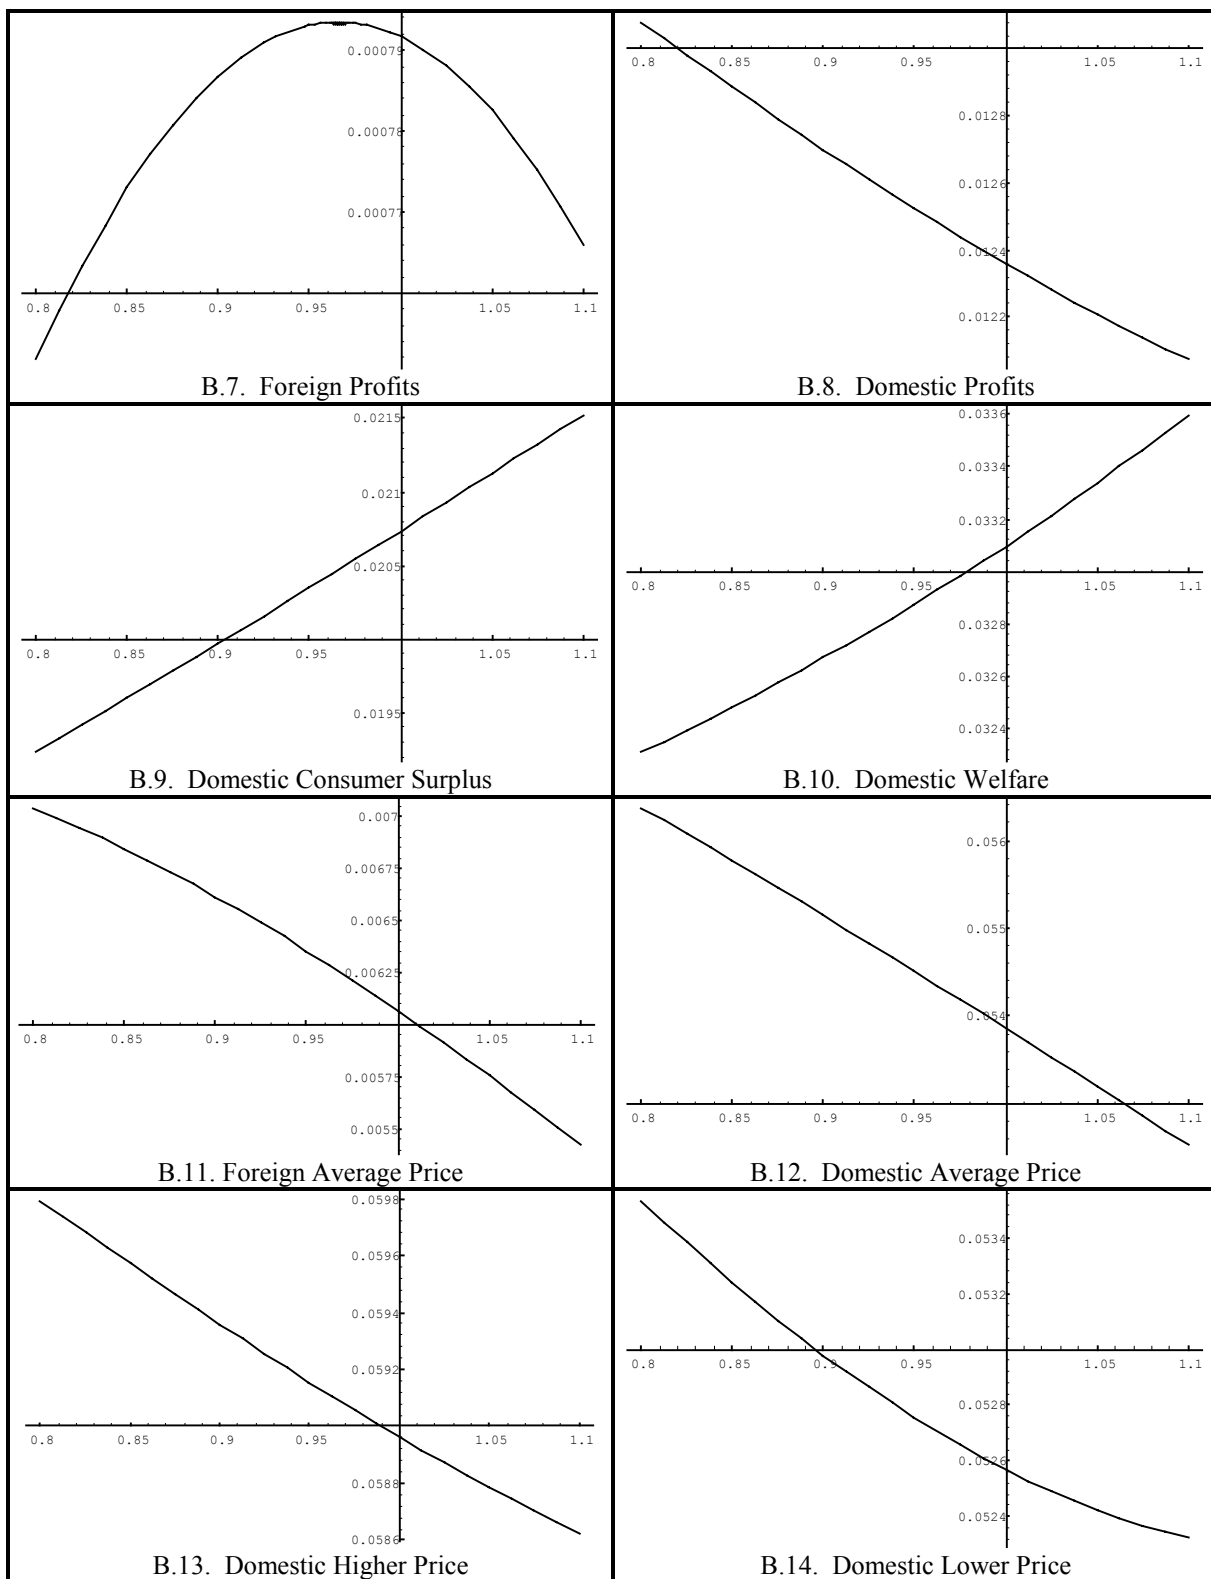 0.00079
0.00078
0.00077
0.8 0.85 0.9 0.95 1.05 1.1
B.7. Foreign Profits
0.8 0.85 0.9 0.95 1.05 1.1
0.0128
0.0126
0.0124
0.0122
B.8. Domestic Profits
0.0215
0.021
0.0205
0.8 0.85 0.9 0.95 1.05 1.1
0.0195
B.9. Domestic Consumer Surplus
0.0336
0.0334
0.0332
0.8 0.85 0.9 0.95 1.05 1.1
0.0328
0.0326
0.0324
B.10. Domestic Welfare
0.007
0.00675
0.0065
0.00625
0.8 0.85 0.9 0.95 1.05 1.1
0.00575
0.0055
B.11. Foreign Average Price
0.056
0.055
0.054
0.8 0.85 0.9 0.95 1.05 1.1
B.12. Domestic Average Price
0.0598
0.0596
0.0594
0.0592
0.8 0.85 0.9 0.95 1.05 1.1
0.0588
0.0586
B.13. Domestic Higher Price
0.0534
0.0532
0.8 0.85 0.9 0.95 1.05 1.1
0.0528
0.0526
0.0524
B.14. Domestic Lower Price